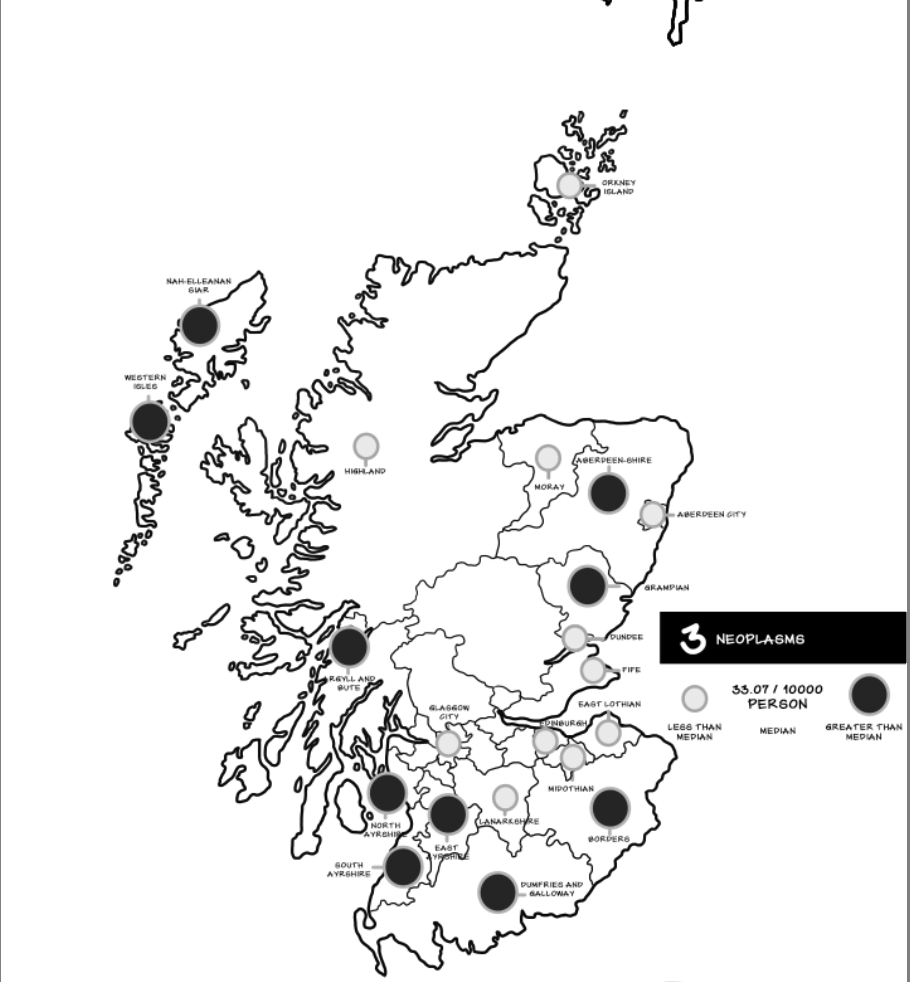 ORKNEY
ISLAND
NAH-ELLEANAN
SIAR
WESTERN
ISLES
HIGHLAND
MORAY
ABERDEEN-SHIRE
ABERDEEN CITY
GRAMPIAN
DUNDEE
FIFE
RGYLL AND
BUTE
3 NEOPLASMS
33.07 / 10000
PERSON
LESS THAN
MEDIAN
MEDIAN
GREATER THAN
MEDIAN
GLASGOW
CITY
EAST LOTHIAN
EDINBURGH
MIDOTHIAN
LANARKSHIRE
NORTH
AYRSHIRE
EAST
AYRSHIRE
BORDERS
SOUTH
AYRSHIRE
DUMFRIES AND
GALLOWAY